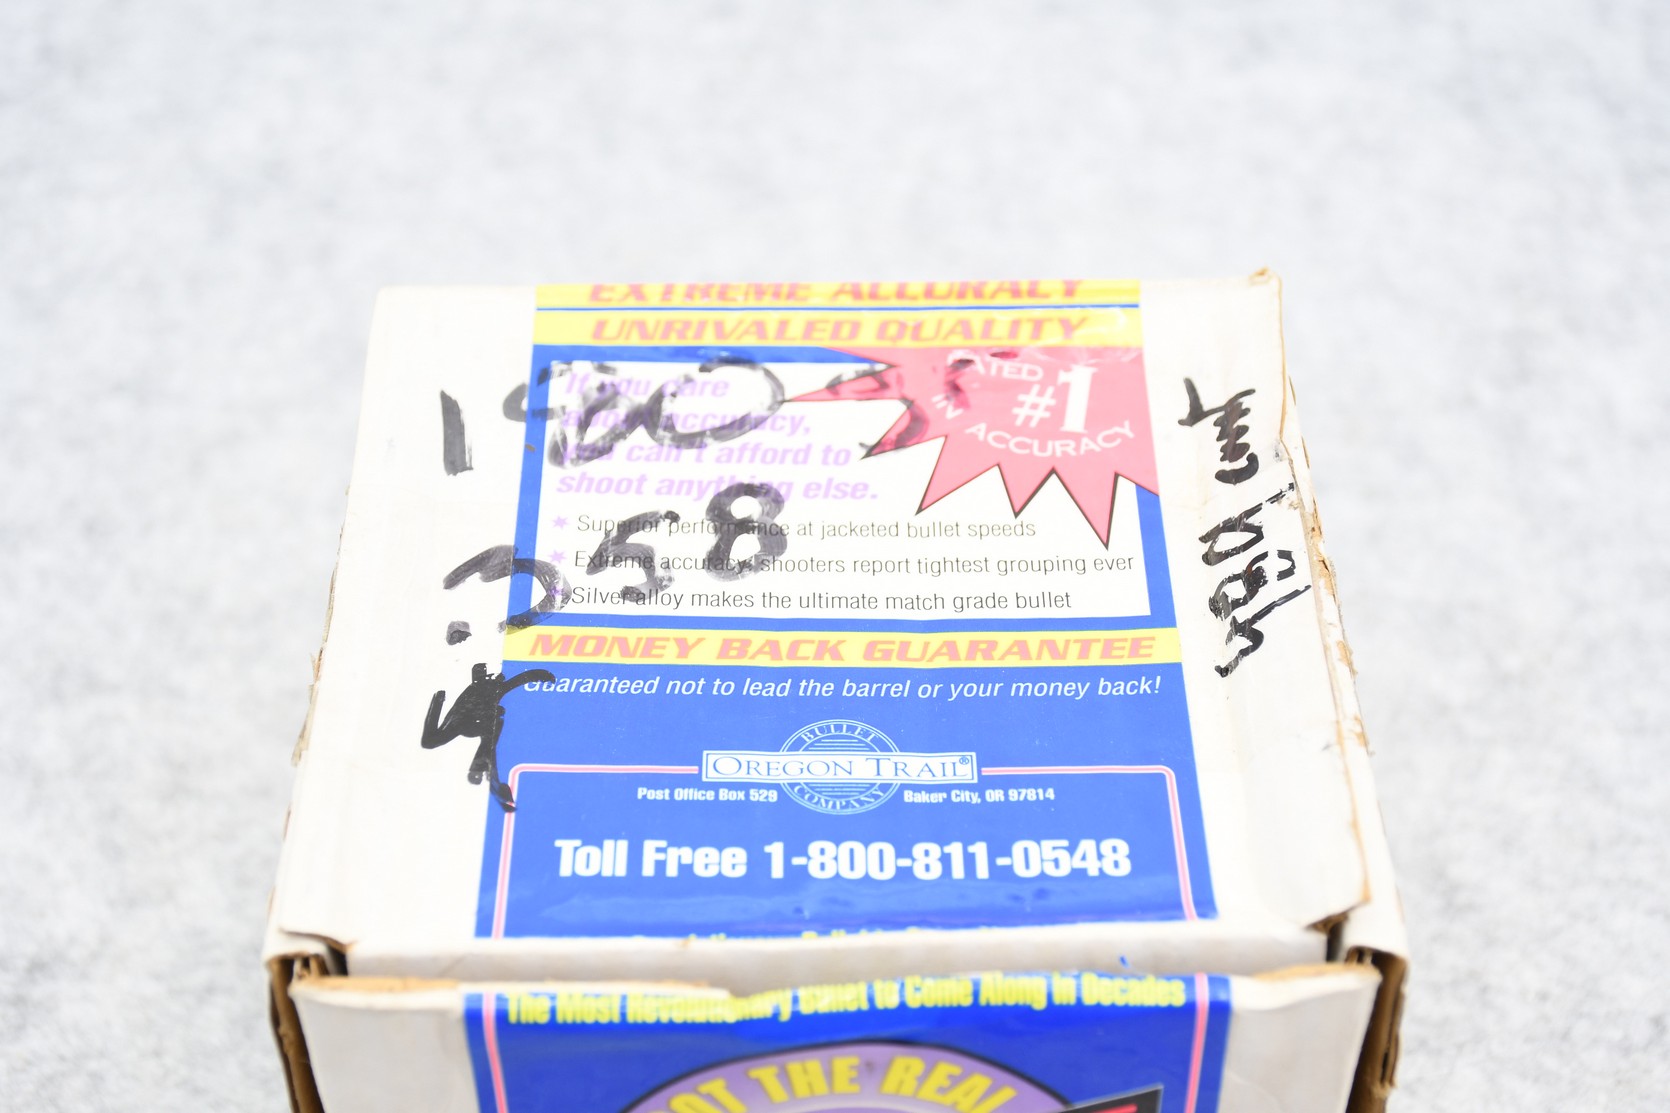 EXTREME ACCURACY
UNRIVALED QUALITY
If you care
about accuracy,
you can't afford to
shoot anything else.
RATED
#1
IN ACCURACY
Superior performance at jacketed bullet speeds
Extreme accuracy, shooters report tightest grouping ever
Silver alloy makes the ultimate match grade bullet
.358
MONEY BACK GUARANTEE
Guaranteed not to lead the barrel or your money back!
BULLET
OREGON TRAIL®
COMPANY
Post Office Box 529
Baker City, OR 97814
Toll Free 1-800-811-0548
The Most Revolutionary Bullet to Come Along in Decades
THE REAL